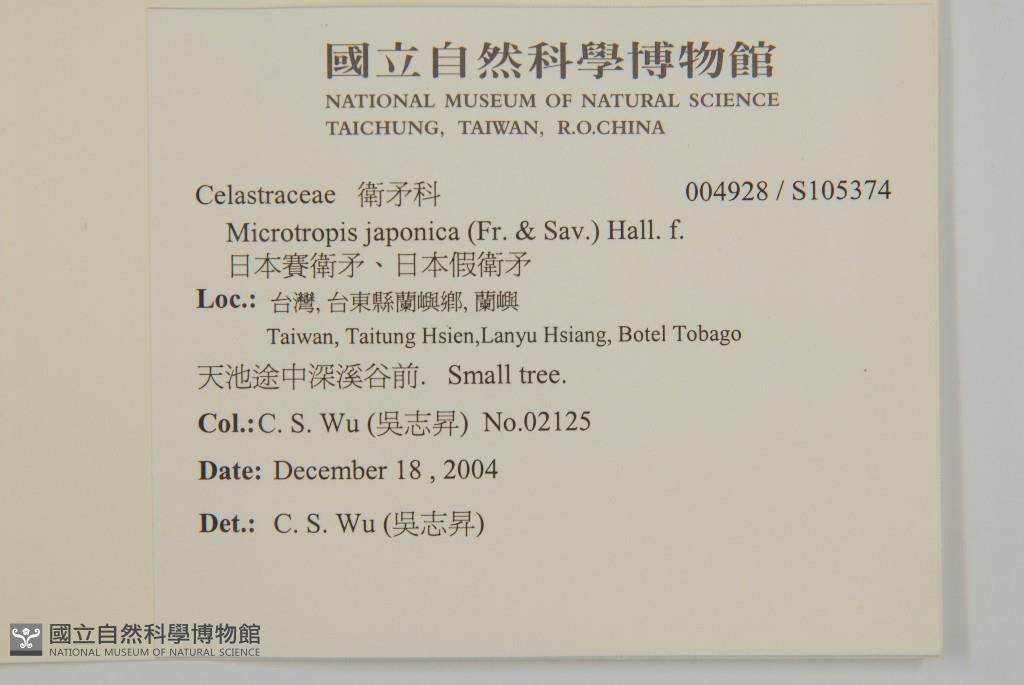 國立自然科學博物館
NATIONAL MUSEUM OF NATURAL SCIENCE
TAICHUNG, TAIWAN, R.O.CHINA
Celastraceae 衛矛科 004928 / S105374
Microtropis japonica (Fr. & Sav.) Hall. f.
日本賽衛矛、日本假衛矛
Loc.: 台灣, 台東縣蘭嶼鄉, 蘭嶼
Taiwan, Taitung Hsien,Lanyu Hsiang, Botel Tobago
天池途中深溪谷前. Small tree.
Col.:C. S. Wu (吳志昇) No.02125
Date: December 18 , 2004
Det.: C. S. Wu (吳志昇)
國立自然科學博物館
NATIONAL MUSEUM OF NATURAL SCIENCE